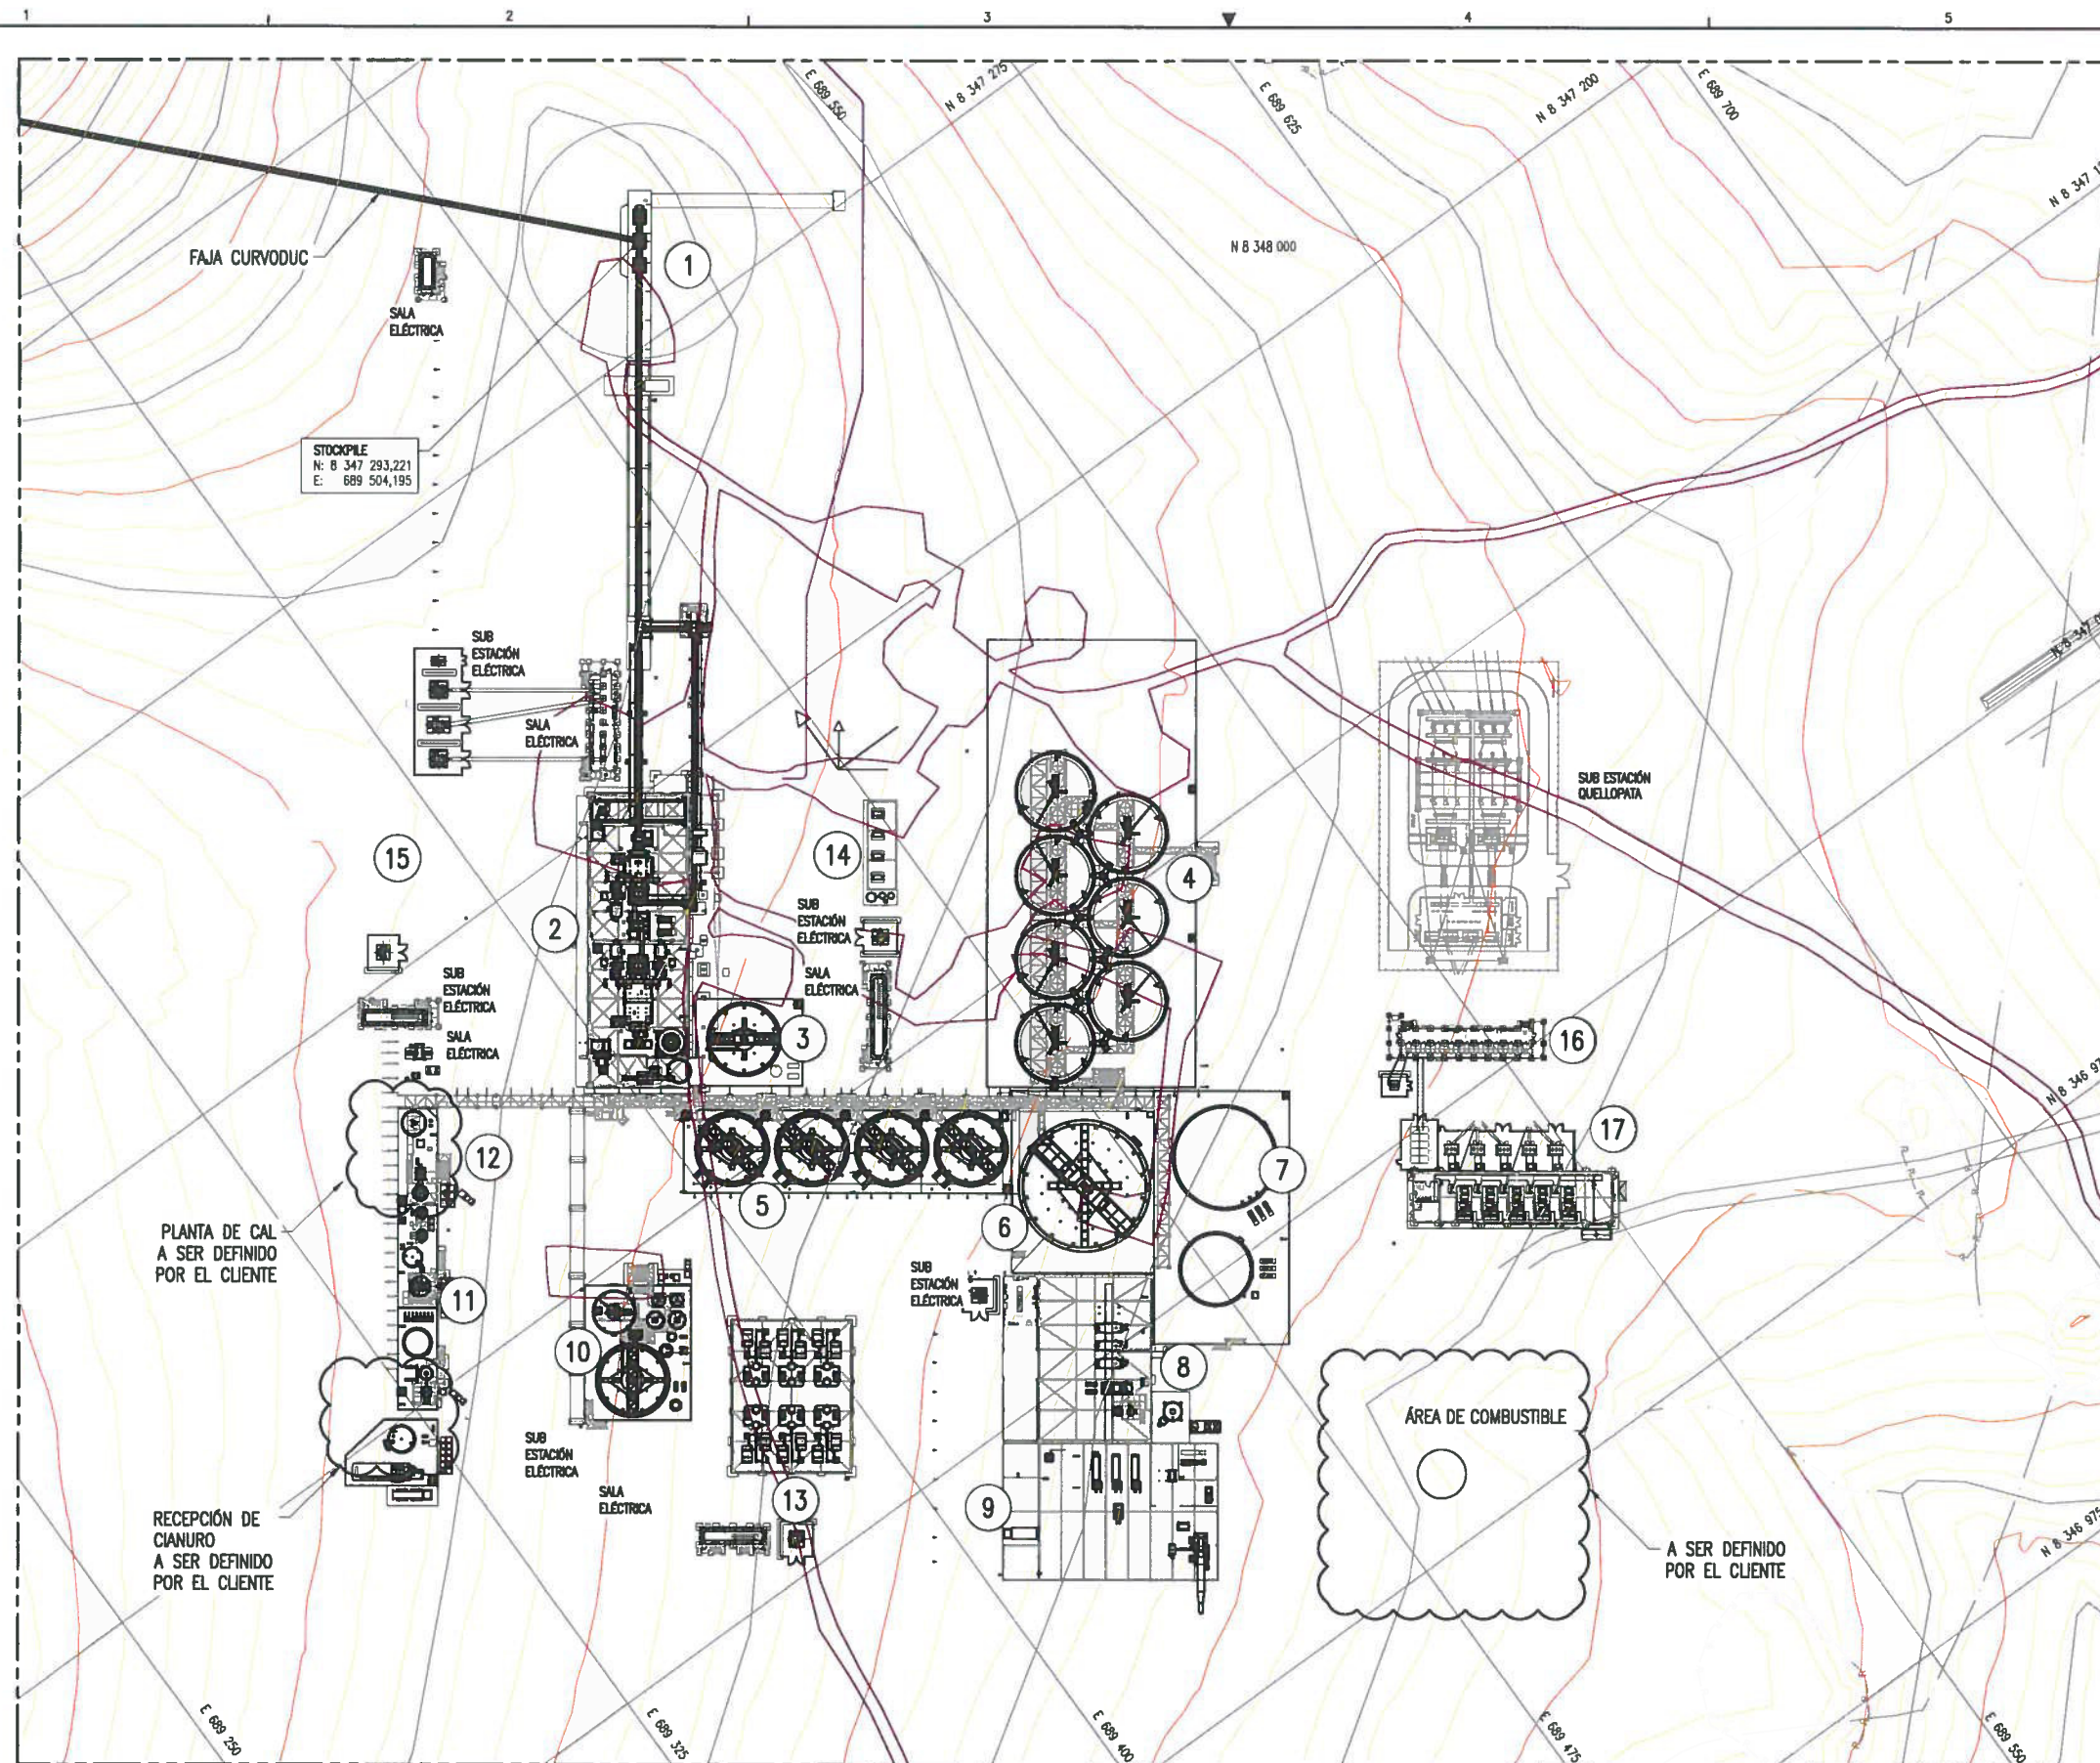 1
2
3
4
5
E 689 550
N 8 347 275
E 689 625
N 8 347 200
E 689 700
N 8 348 000
FAJA CURVODUC
1
SALA
ELÉCTRICA
STOCKPILE
N: 8 347 293,221
E: 689 504,195
SUB
ESTACIÓN
ELÉCTRICA
SALA
ELÉCTRICA
SUB ESTACIÓN
QUELLOPATA
15
14
4
2
SUB
ESTACIÓN
ELÉCTRICA
SUB
ESTACIÓN
ELÉCTRICA
SALA
ELÉCTRICA
SALA
ELÉCTRICA
3
16
17
12
5
6
7
PLANTA DE CAL
A SER DEFINIDO
POR EL CLIENTE
11
SUB
ESTACIÓN
ELÉCTRICA
10
8
ÁREA DE COMBUSTIBLE
SUB
ESTACIÓN
ELÉCTRICA
SALA
ELÉCTRICA
13
9
RECEPCIÓN DE
CIANURO
A SER DEFINIDO
POR EL CLIENTE
A SER DEFINIDO
POR EL CLIENTE
N 8 346 975
E 689 250
E 689 325
E 689 400
E 689 475
E 689 550